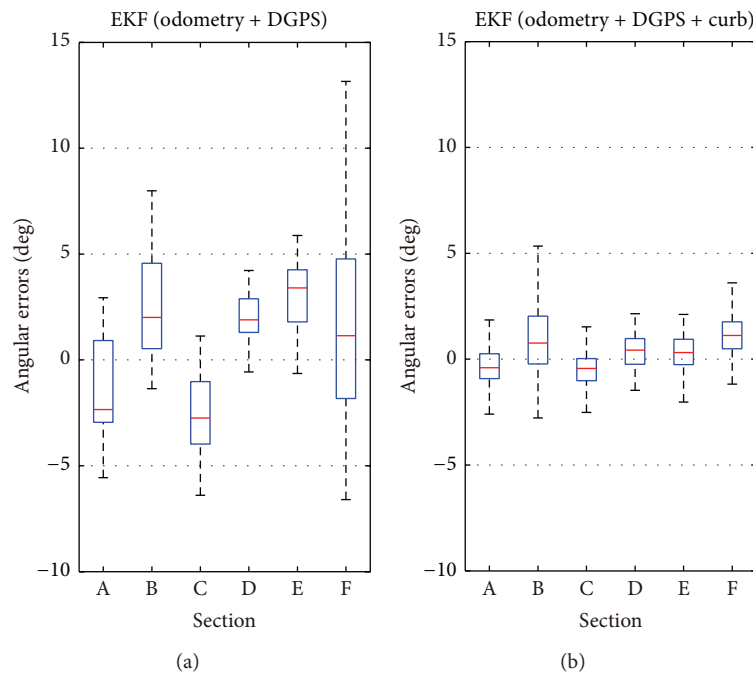 EKF (odometry + DGPS)
15
10
5
0
−5
−10
Angular errors (deg)
A B C D E F
Section
(a)
EKF (odometry + DGPS + curb)
15
10
5
0
−5
−10
Angular errors (deg)
A B C D E F
Section
(b)